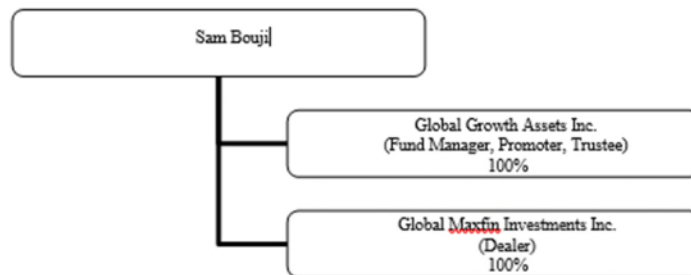 Sam Bouji
Global Growth Assets Inc.
(Fund Manager, Promoter, Trustee)
100%
Global Maxfin Investments Inc.
(Dealer)
100%